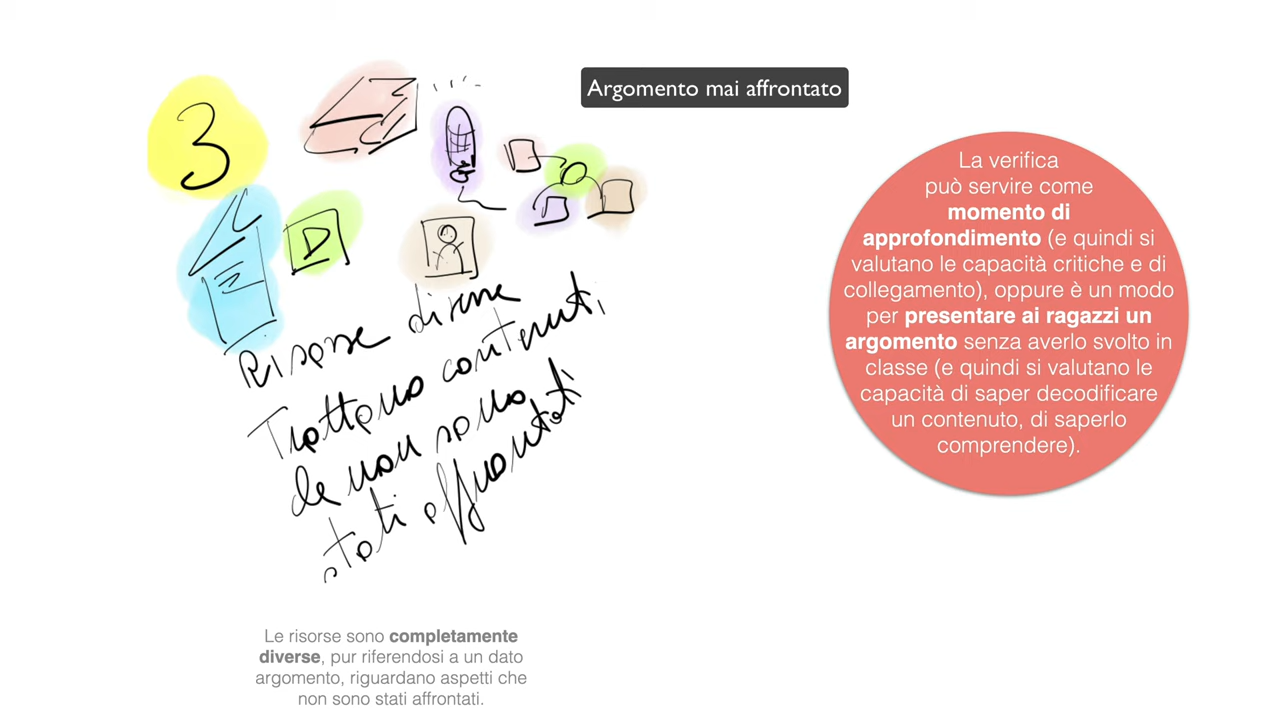 Argomento mai affrontato
3
Risorse diverse
Trattano contenuti
che non sono
stati affrontati
La verifica
può servire come
momento di
approfondimento (e quindi si
valutano le capacità critiche e di
collegamento), oppure è un modo
per presentare ai ragazzi un
argomento senza averlo svolto in
classe (e quindi si valutano le
capacità di saper decodificare
un contenuto, di saperlo
comprendere).
Le risorse sono completamente
diverse, pur riferendosi a un dato
argomento, riguardano aspetti che
non sono stati affrontati.